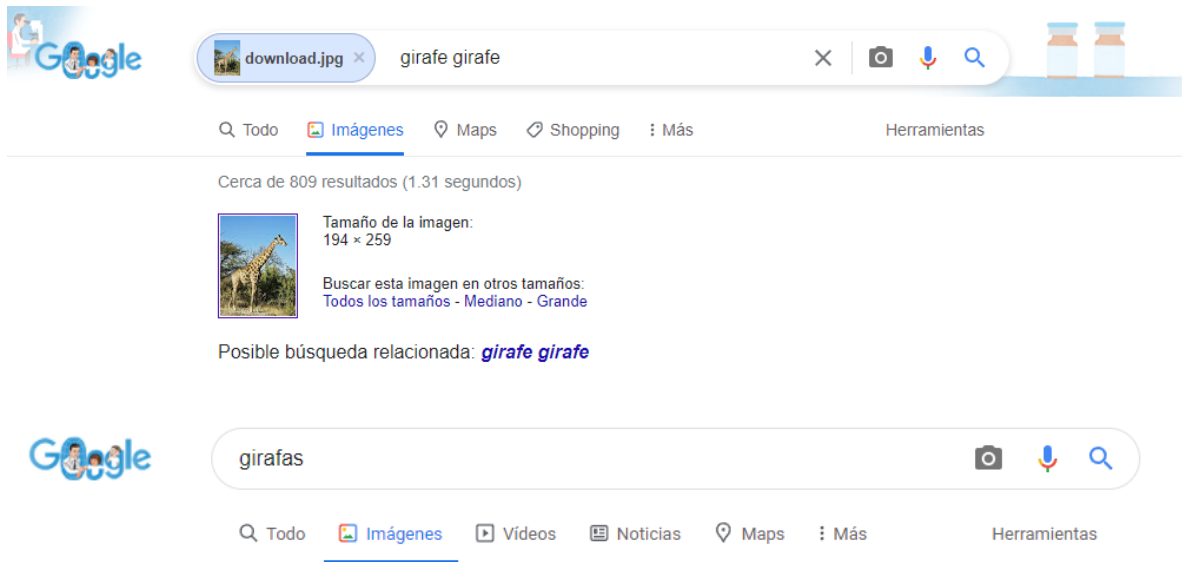 Google download.jpg × girafe girafe
Todo Imágenes Maps Shopping Más Herramientas
Cerca de 809 resultados (1.31 segundos)
Tamaño de la imagen:
194 × 259
Buscar esta imagen en otros tamaños:
Todos los tamaños - Mediano - Grande
Posible búsqueda relacionada: girafe girafe
Google girafas
Todo Imágenes Vídeos Noticias Maps Más Herramientas